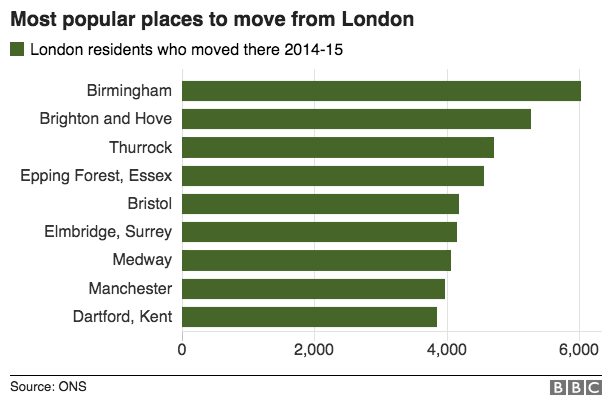 Most popular places to move from London
London residents who moved there 2014-15
Birmingham
Brighton and Hove
Thurrock
Epping Forest, Essex
Bristol
Elmbridge, Surrey
Medway
Manchester
Dartford, Kent
0 2,000 4,000 6,000
Source: ONS BBC